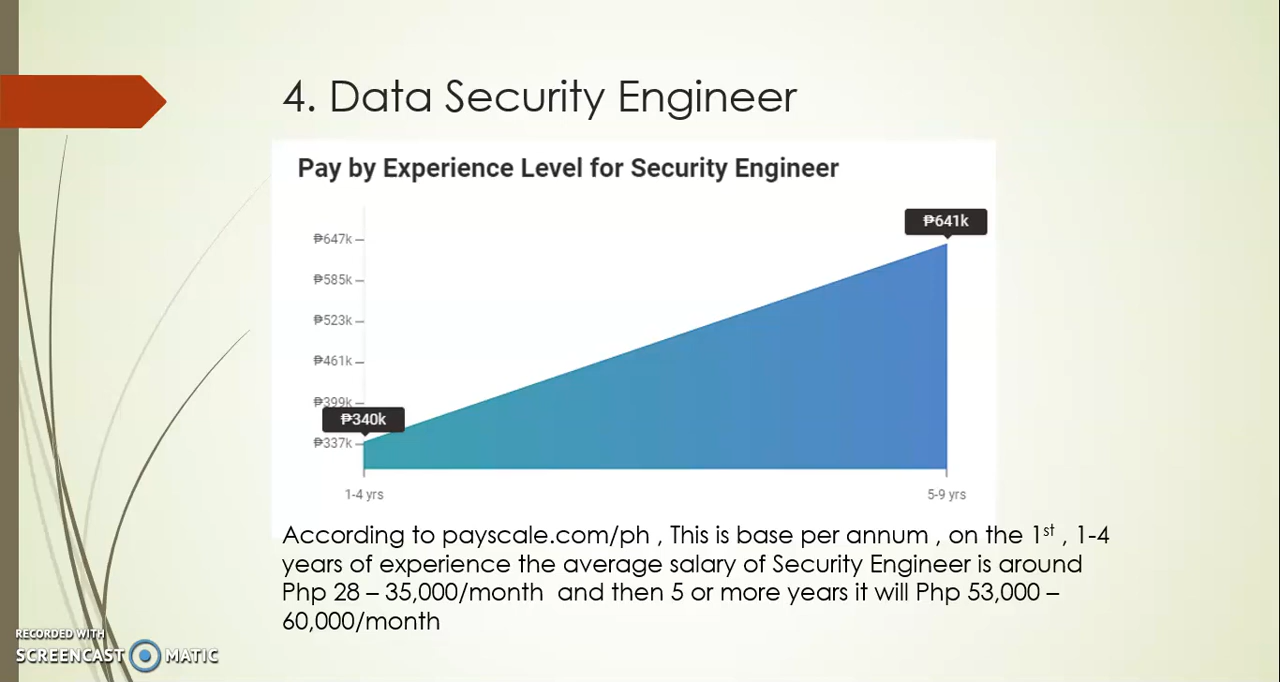 4. Data Security Engineer
Pay by Experience Level for Security Engineer
₱641k
₱647k
₱585k
₱523k
₱461k
₱399k
₱340k
₱337k
1-4 yrs
5-9 yrs
According to payscale.com/ph , This is base per annum , on the 1st , 1-4
years of experience the average salary of Security Engineer is around
Php 28 – 35,000/month  and then 5 or more years it will Php 53,000 –
60,000/month
RECORDED WITH
SCREENCAST MATIC